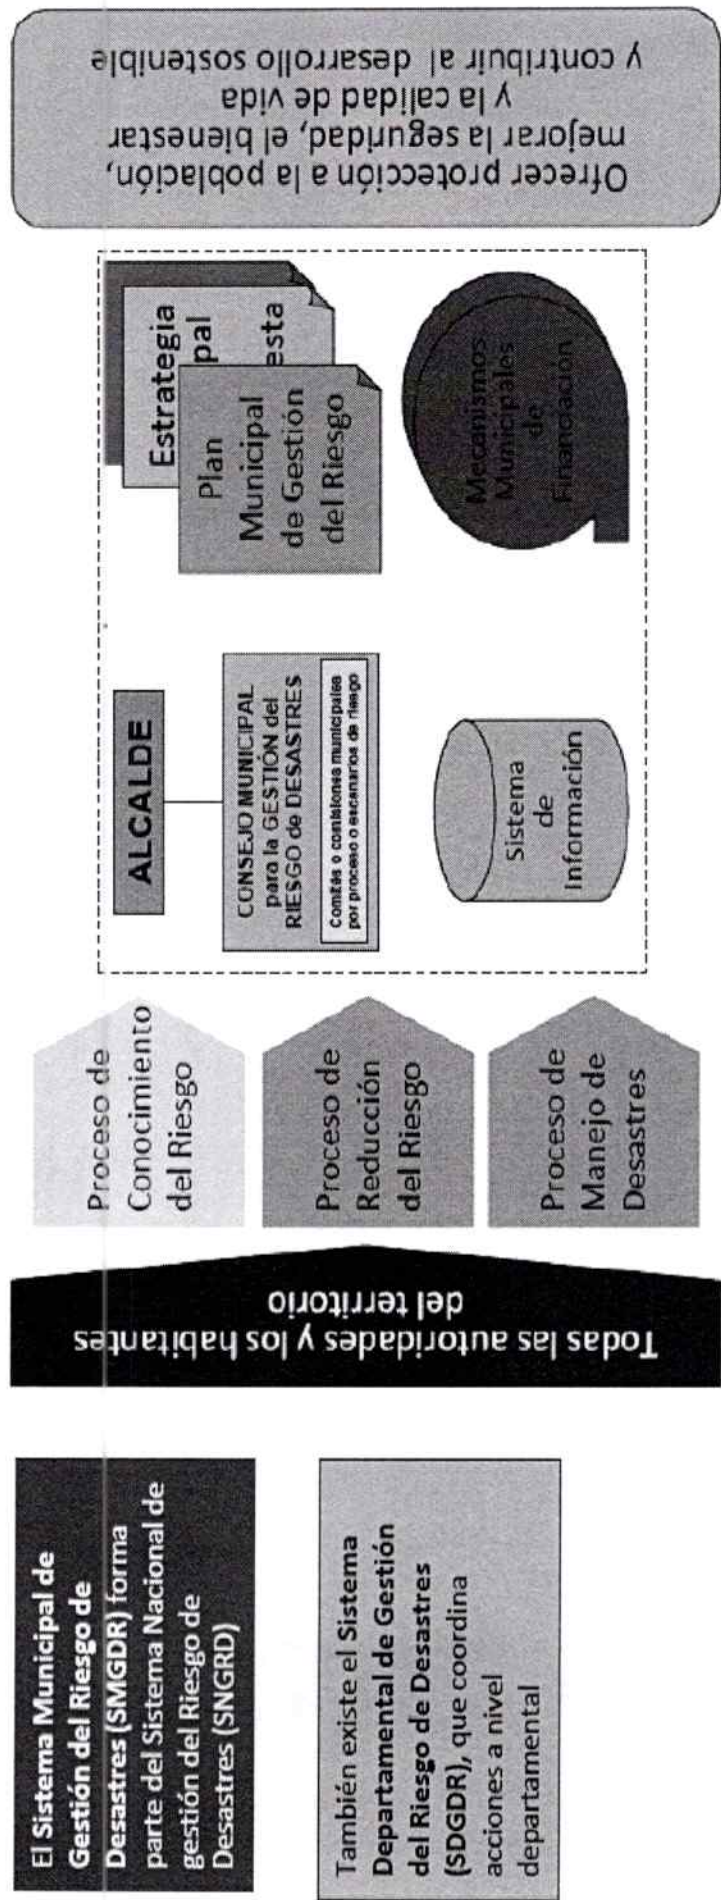 El Sistema Municipal de
Gestión del Riesgo de
Desastres (SMGDR) forma
parte del Sistema Nacional de
gestión del Riesgo de
Desastres (SNGRD)
También existe el Sistema
Departamental de Gestión
del Riesgo de Desastres
(SDGDR), que coordina
acciones a nivel
departamental
Todas las autoridades y los habitantes
del territorio
Proceso de
Conocimiento
del Riesgo
Proceso de
Reducción
del Riesgo
Proceso de
Manejo de
Desastres
ALCALDE
CONSEJO MUNICIPAL
para la GESTIÓN del
RIESGO de DESASTRES
Comités o comisiones municipales
por proceso o escenarios de riesgo
Sistema
de
Información
Estrategia
pal
esta
Plan
Municipal
de Gestión
del Riesgo
Mecanismos
Municipales
de
Financiación
Ofrecer protección a la población,
mejorar la seguridad, el bienestar
y la calidad de vida
y contribuir al desarrollo sostenible